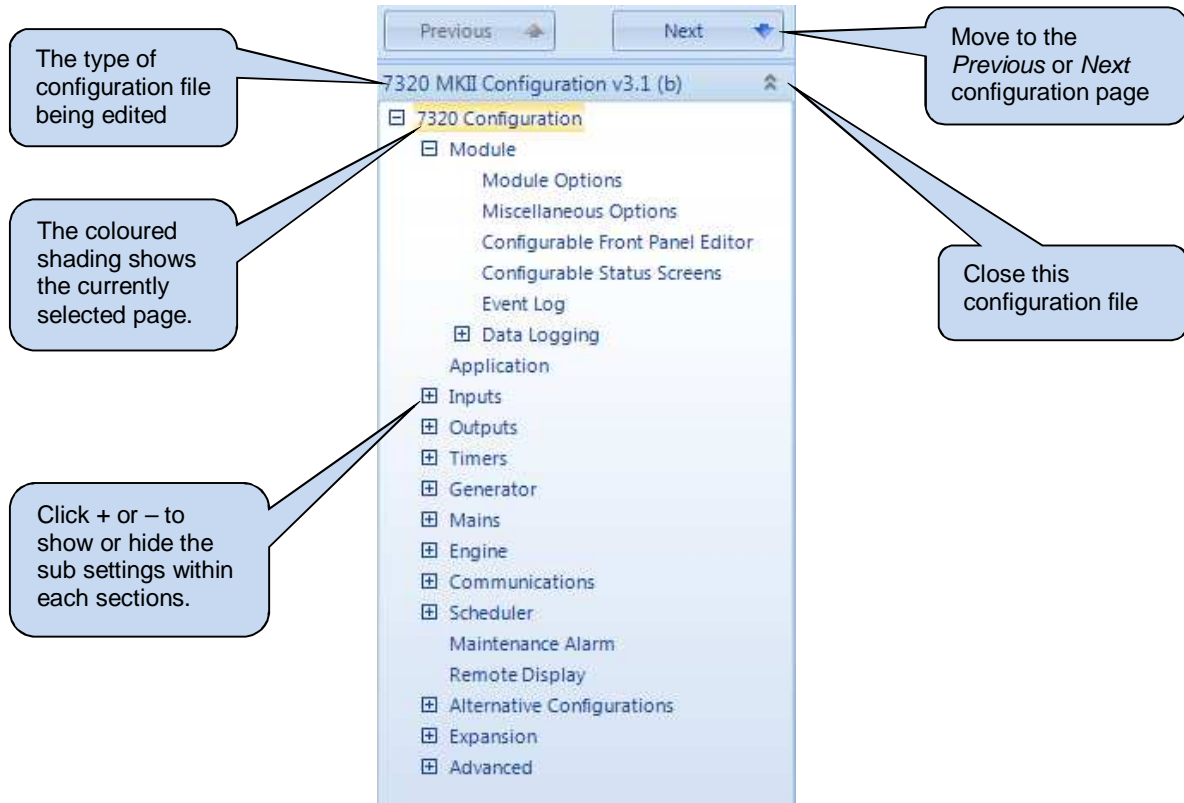 Previous
Next
The type of
configuration file
being edited
Move to the
Previous or Next
configuration page
7320 MKII Configuration v3.1 (b)
7320 Configuration
Module
Module Options
Miscellaneous Options
Configurable Front Panel Editor
Configurable Status Screens
Event Log
Data Logging
Application
Inputs
Outputs
Timers
Generator
Mains
Engine
Communications
Scheduler
Maintenance Alarm
Remote Display
Alternative Configurations
Expansion
Advanced
The coloured
shading shows
the currently
selected page.
Close this
configuration file
Click + or – to
show or hide the
sub settings within
each sections.